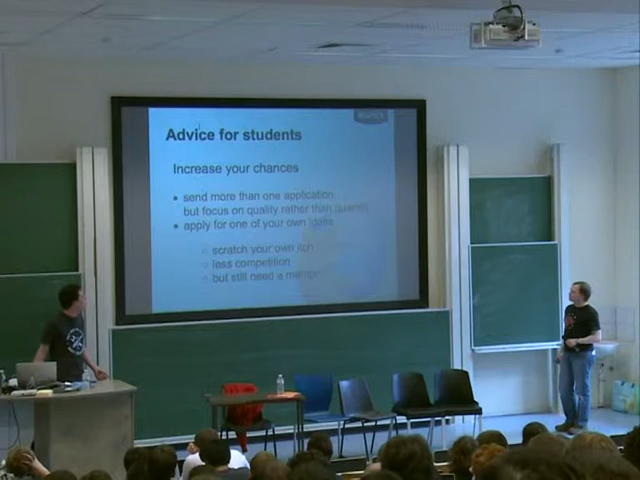 Advice for students
Increase your chances
• send more than one application
but focus on quality rather than quantity
• apply for one of your own ideas
○ scratch your own itch
○ less competition
○ but still need a mentor